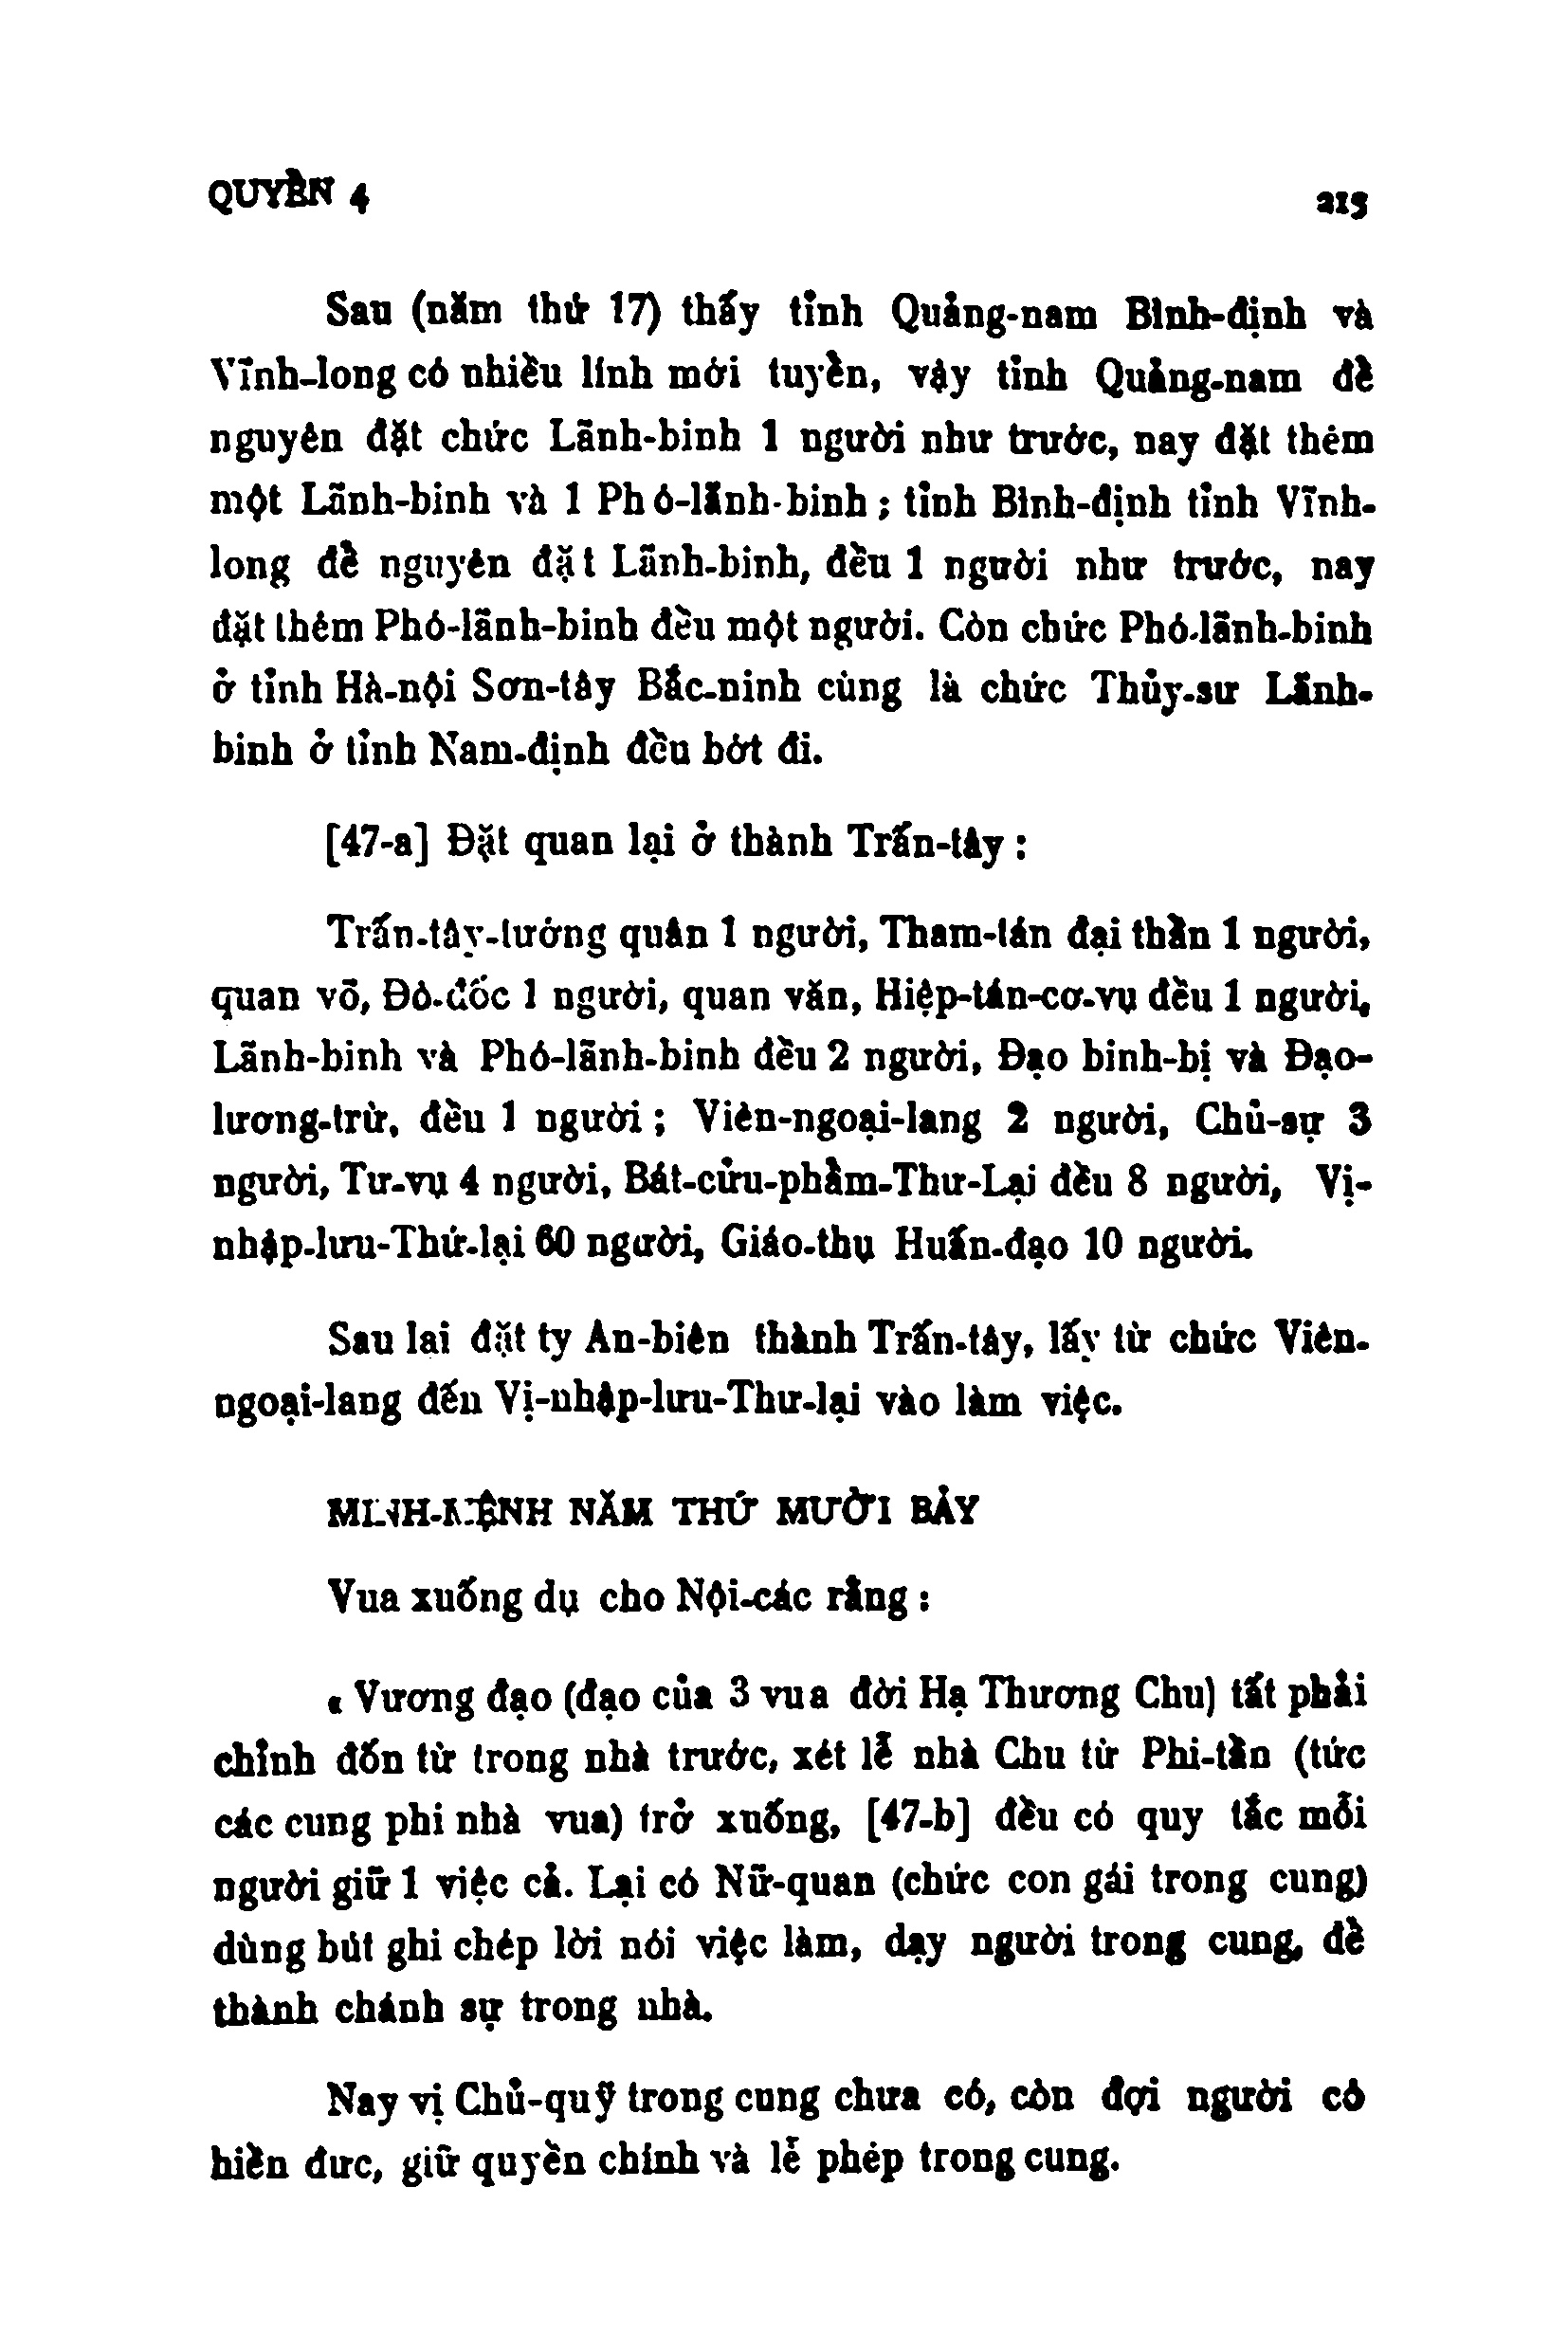 QUYỂN 4
215
Sau (năm thứ 17) thấy tỉnh Quảng-nam Bình-định và
Vĩnh-long có nhiều lính mới tuyển, vậy tỉnh Quảng-nam để
nguyên đặt chức Lãnh-binh 1 người như trước, nay đặt thêm
một Lãnh-binh và 1 Phó-lãnh-binh ; tỉnh Bình-định tỉnh Vĩnh-
long để nguyên đặt Lãnh-binh, đều 1 người như trước, nay
đặt thêm Phó-lãnh-binh đều một người. Còn chức Phó-lãnh-binh
ở tỉnh Hà-nội Sơn-tây Bắc-ninh cùng là chức Thủy-sư Lãnh-
binh ở tỉnh Nam-định đều bớt đi.
[47-a] Đặt quan lại ở thành Trấn-tây :
Trấn-tây-tướng quân 1 người, Tham-tán đại thần 1 người,
quan võ, Đô-đốc 1 người, quan văn, Hiệp-tán-cơ-vụ đều 1 người,
Lãnh-binh và Phó-lãnh-binh đều 2 người, Đạo binh-bị và Đạo-
lương-trừ, đều 1 người ; Viên-ngoại-lang 2 người, Chủ-sự 3
người, Tư-vụ 4 người, Bát-cửu-phẩm-Thư-Lại đều 8 người, Vị-
nhập-lưu-Thứ-lại 60 người, Giáo-thụ Huấn-đạo 10 người.
Sau lại đặt ty An-biên thành Trấn-tây, lấy từ chức Viên-
ngoại-lang đến Vị-nhập-lưu-Thư-lại vào làm việc.
MINH-MỆNH NĂM THỨ MƯỜI BẢY
Vua xuống dụ cho Nội-các rằng :
« Vương đạo (đạo của 3 vua đời Hạ Thương Chu) tất phải
chỉnh đốn từ trong nhà trước, xét lễ nhà Chu từ Phi-tần (tức
các cung phi nhà vua) trở xuống, [47-b] đều có quy tắc mỗi
người giữ 1 việc cả. Lại có Nữ-quan (chức con gái trong cung)
dùng bút ghi chép lời nói việc làm, dạy người trong cung, để
thành chánh sự trong nhà.
Nay vị Chủ-quỹ trong cung chưa có, còn đợi người có
hiền đưc, giữ quyền chính và lễ phép trong cung.